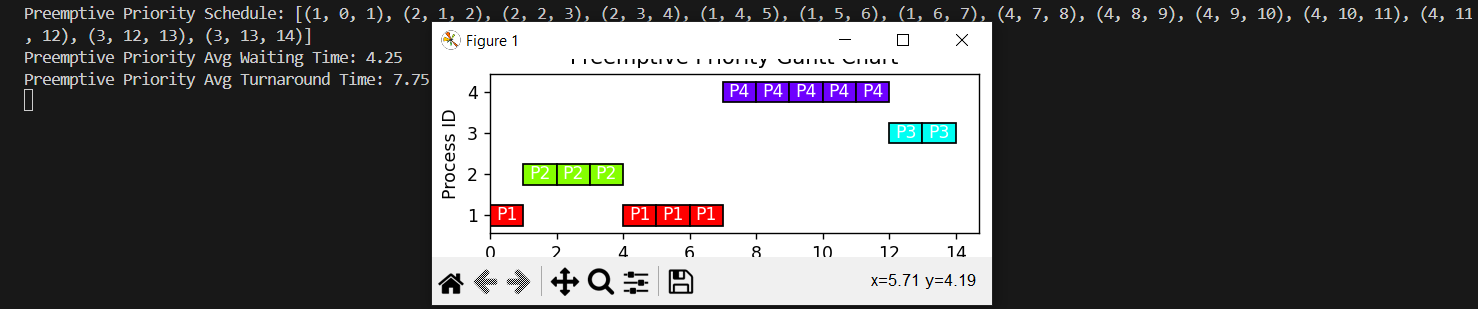 Preemptive Priority Schedule: [(1, 0, 1), (2, 1, 2), (2, 2, 3), (2, 3, 4), (1, 4, 5), (1, 5, 6), (1, 6, 7), (4, 7, 8), (4, 8, 9), (4, 9, 10), (4, 10, 11), (4, 11
, 12), (3, 12, 13), (3, 13, 14)]
Preemptive Priority Avg Waiting Time: 4.25
Preemptive Priority Avg Turnaround Time: 7.75
Figure 1
Preemptive Priority Gantt Chart
Process ID
4
P4 P4 P4 P4 P4
3
P3 P3
2
P2 P2 P2
1
P1 P1 P1 P1
0 2 4 6 8 10 12 14
x=5.71 y=4.19